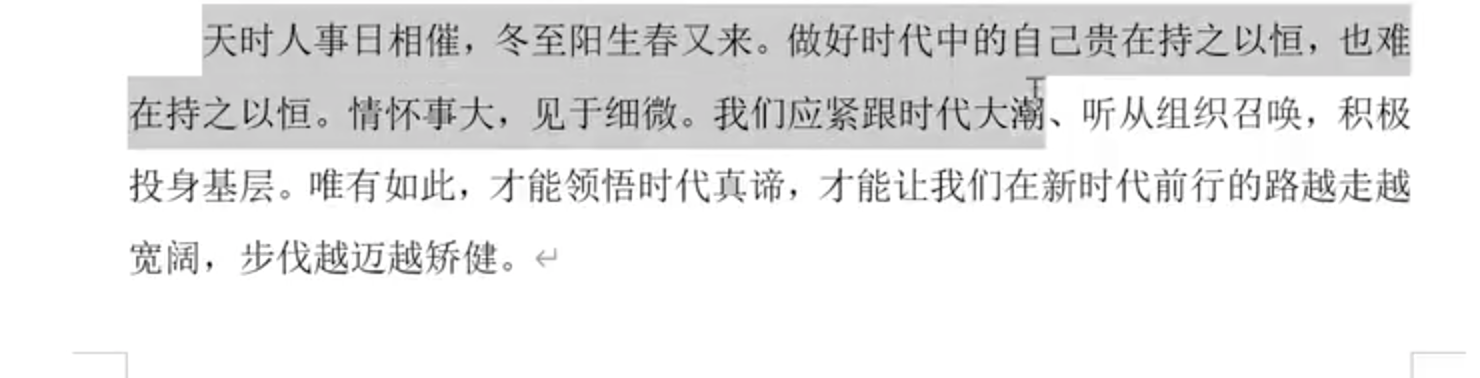 天时人事日相催，冬至阳生春又来。做好时代中的自己贵在持之以恒，也难
在持之以恒。情怀事大，见于细微。我们应紧跟时代大潮、听从组织召唤，积极
投身基层。唯有如此，才能领悟时代真谛，才能让我们在新时代前行的路越走越
宽阔，步伐越迈越矫健。